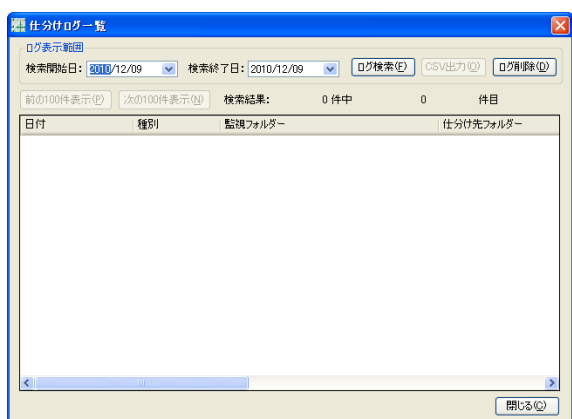 仕分けログ一覧
ログ表示範囲
検索開始日: 2010/12/09 検索終了日: 2010/12/09 ログ検索(F) CSV出力(O) ログ削除(D)
前の100件表示(P) 次の100件表示(N) 検索結果: 0 件中 0 件目
日付 種別 監視フォルダー 仕分け先フォルダー
閉じる(C)